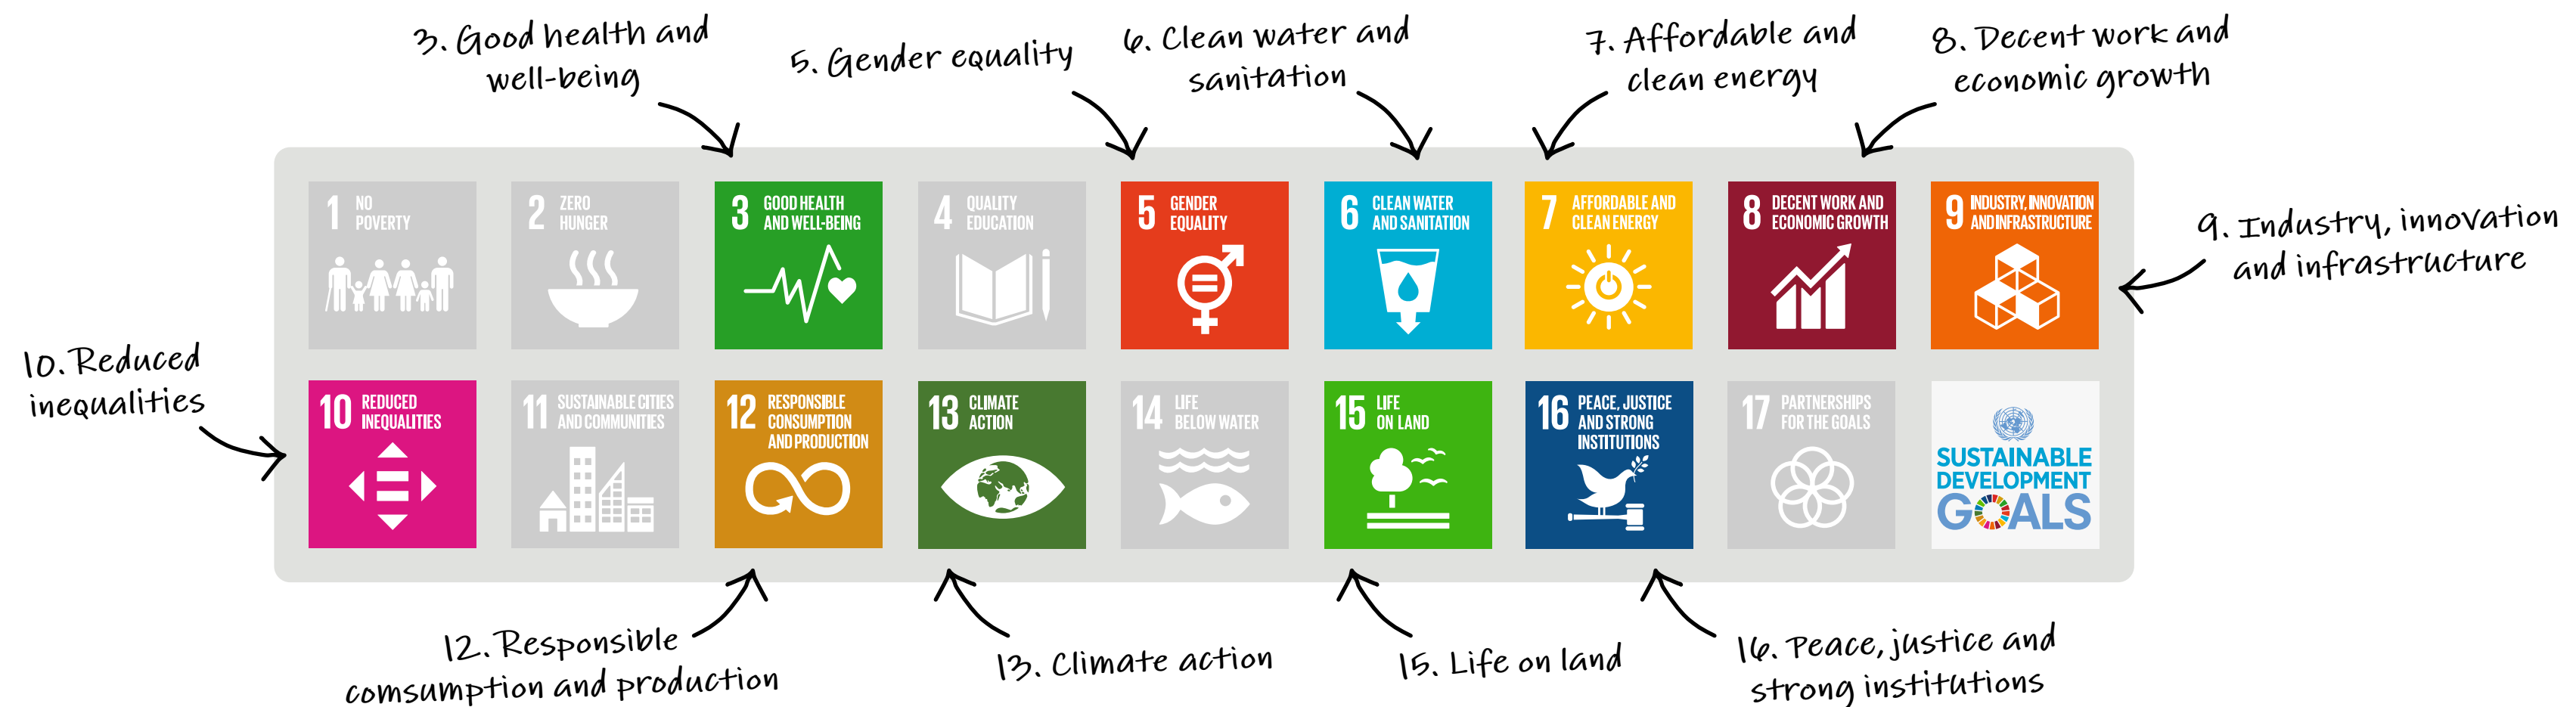 3. Good health and
well-being
5. Gender equality
6. Clean water and
sanitation
7. Affordable and
clean energy
8. Decent work and
economic growth
1 NO
POVERTY
2 ZERO
HUNGER
3 GOOD HEALTH
AND WELL-BEING
4 QUALITY
EDUCATION
5 GENDER
EQUALITY
6 CLEAN WATER
AND SANITATION
7 AFFORDABLE AND
CLEAN ENERGY
8 DECENT WORK AND
ECONOMIC GROWTH
9 INDUSTRY, INNOVATION
AND INFRASTRUCTURE
9. Industry, innovation
and infrastructure
10. Reduced
inequalities
10 REDUCED
INEQUALITIES
11 SUSTAINABLE CITIES
AND COMMUNITIES
12 RESPONSIBLE
CONSUMPTION
AND PRODUCTION
13 CLIMATE
ACTION
14 LIFE
BELOW WATER
15 LIFE
ON LAND
16 PEACE, JUSTICE
AND STRONG
INSTITUTIONS
17 PARTNERSHIPS
FOR THE GOALS
SUSTAINABLE
DEVELOPMENT
GOALS
12. Responsible
comsumption and production
13. Climate action
15. Life on land
16. Peace, justice and
strong institutions